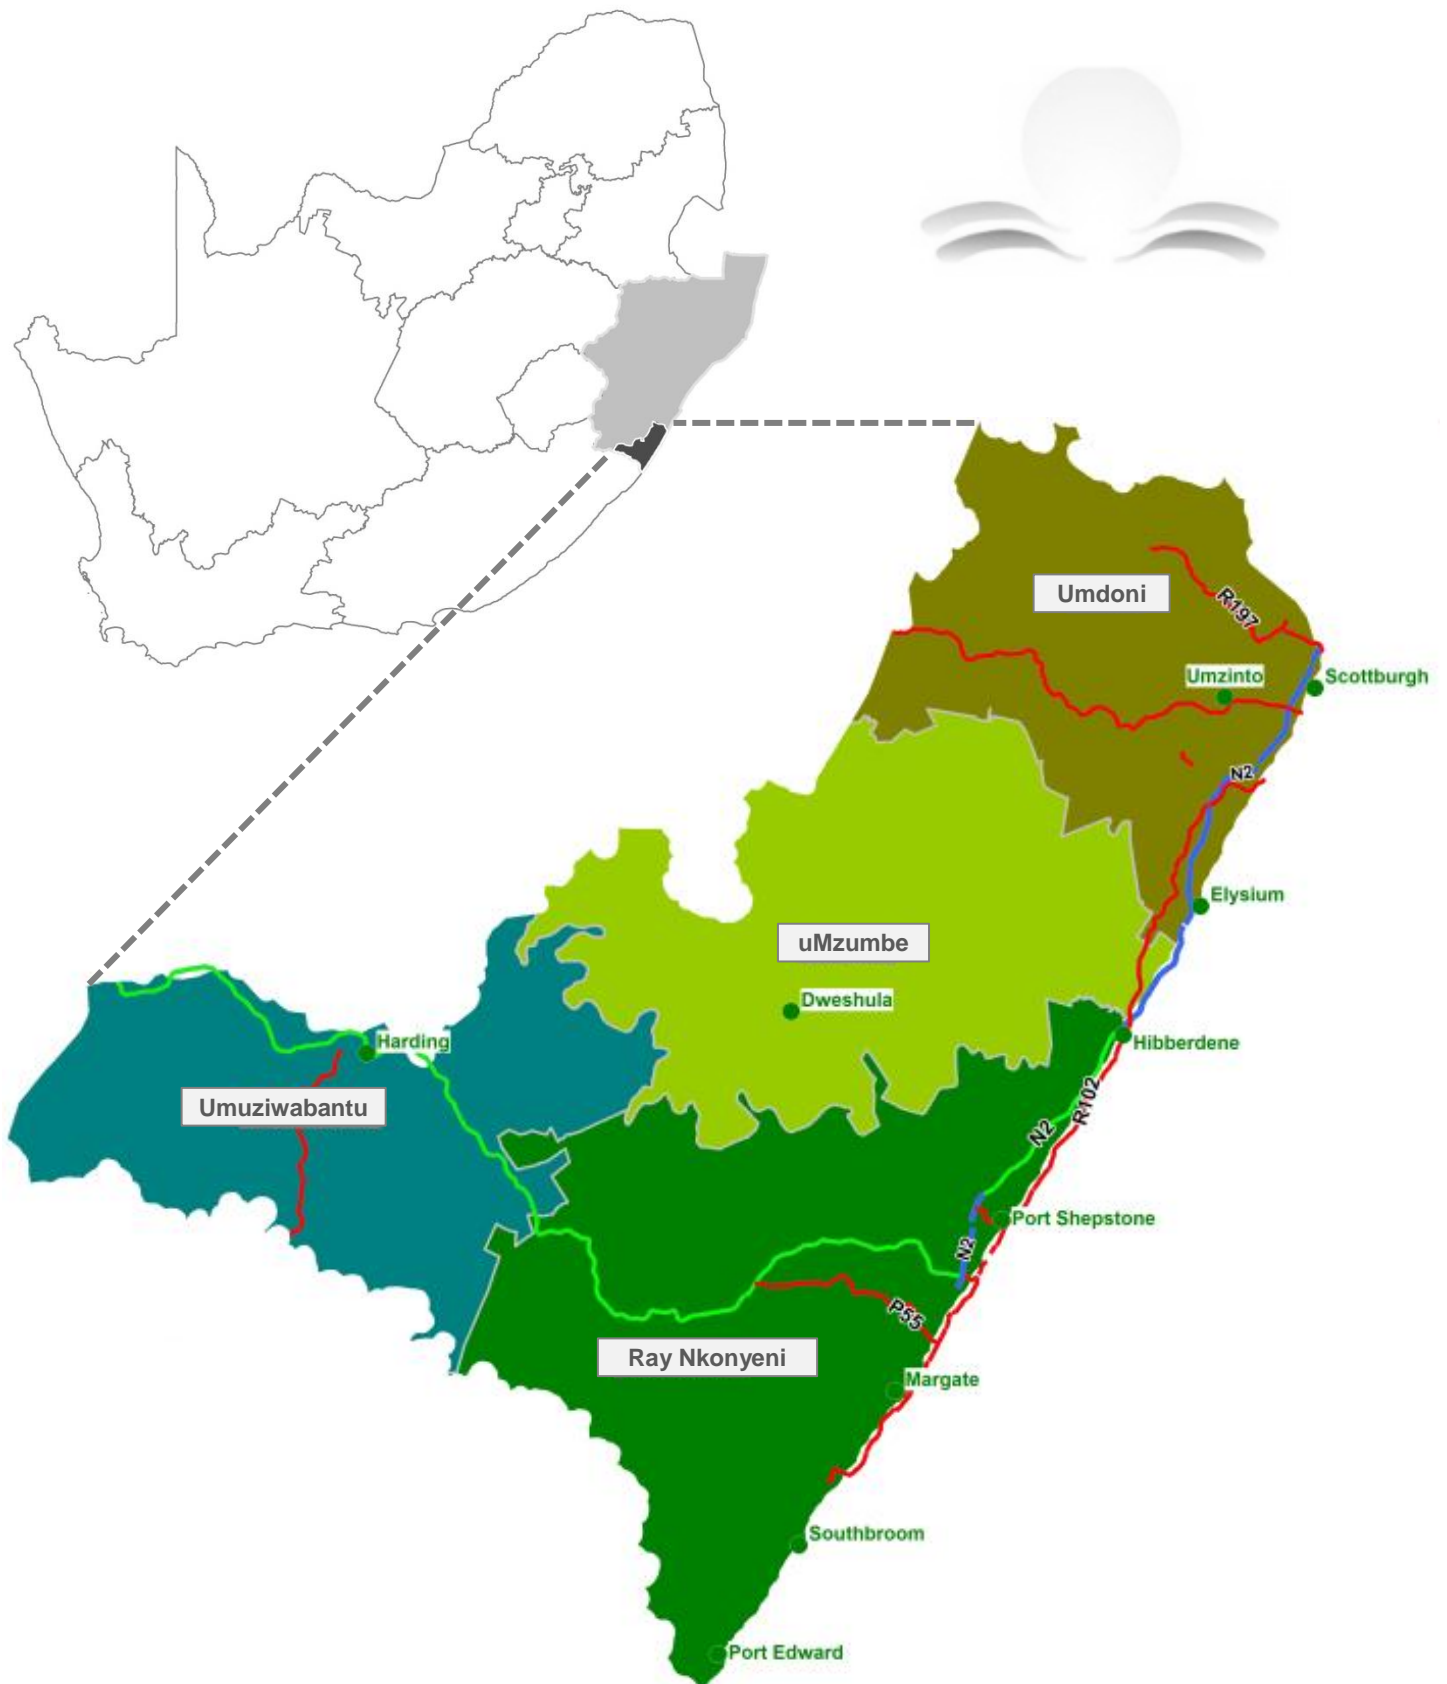 Umdoni
R197
Umzinto
Scottburgh
N2
Elysium
uMzumbe
Dweshula
Hibberdene
Harding
Umuziwabantu
R102
N2
Port Shepstone
N2
P55
Ray Nkonyeni
Margate
Southbroom
Port Edward